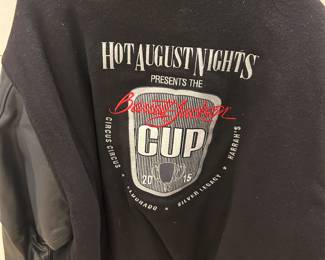 HOT AUGUST NIGHTS
PRESENTS THE
Barrett-Jackson
CUP
2015
CIRCUS CIRCUS ★ ELDORADO ★ SILVER LEGACY ★ HARRAH'S